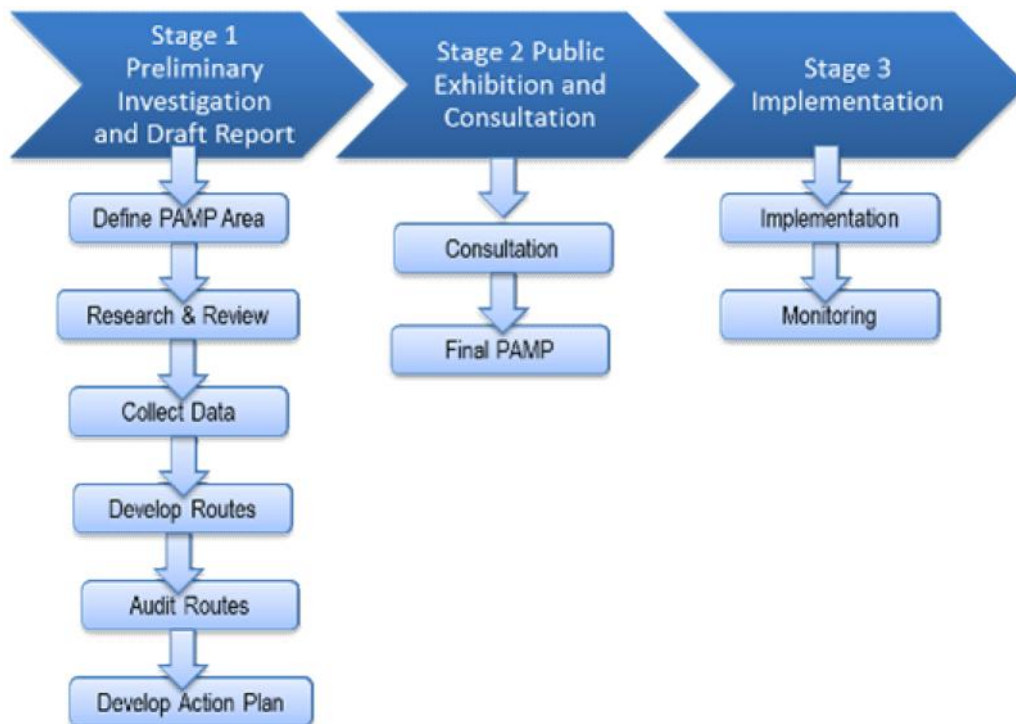 Stage 1
Preliminary
Investigation
and Draft Report
Define PAMP Area
Research & Review
Collect Data
Develop Routes
Audit Routes
Develop Action Plan
Stage 2 Public
Exhibition and
Consultation
Consultation
Final PAMP
Stage 3
Implementation
Implementation
Monitoring